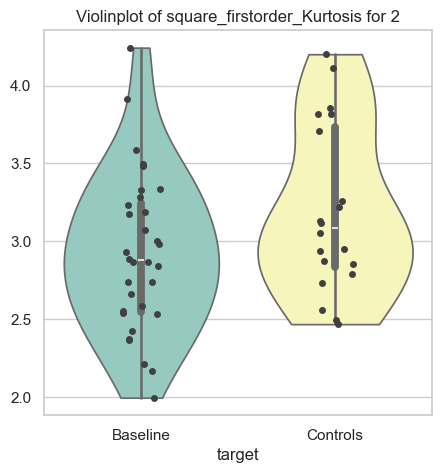 Violinplot of square_firstorder_Kurtosis for 2
4.0
3.5
3.0
2.5
2.0
Baseline
Controls
target